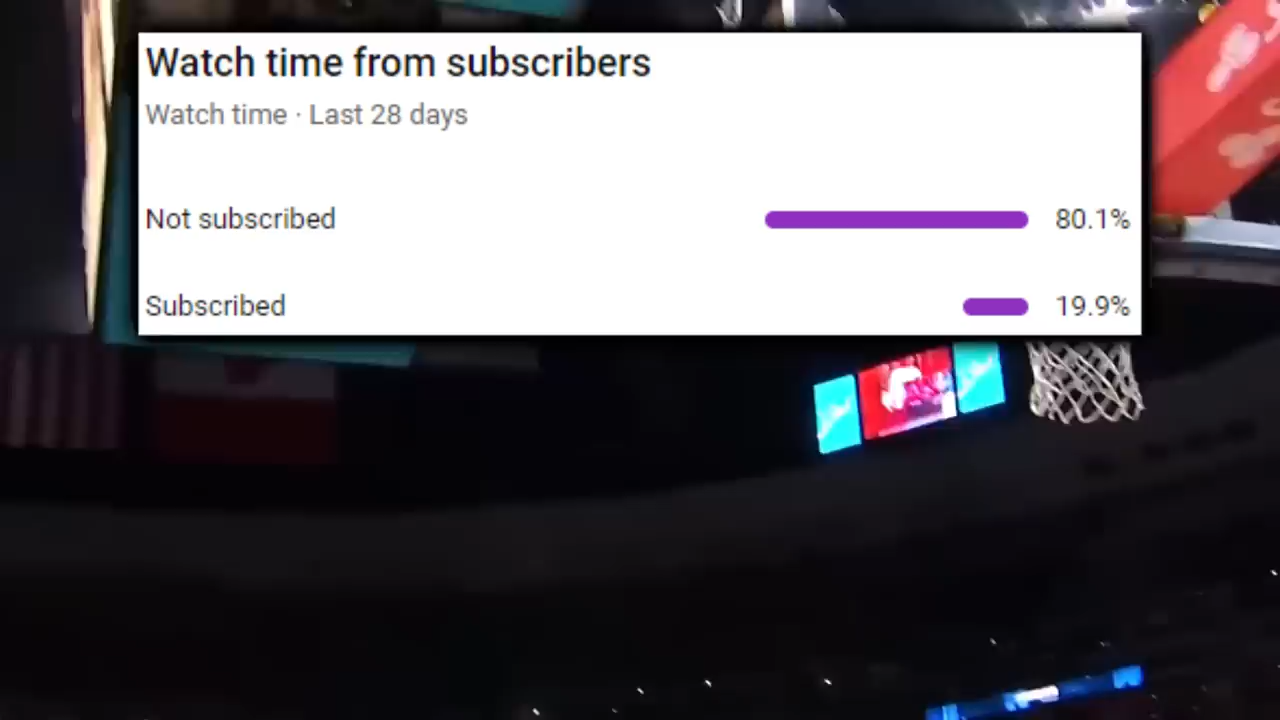 Watch time from subscribers
Watch time · Last 28 days
Not subscribed 80.1%
Subscribed 19.9%